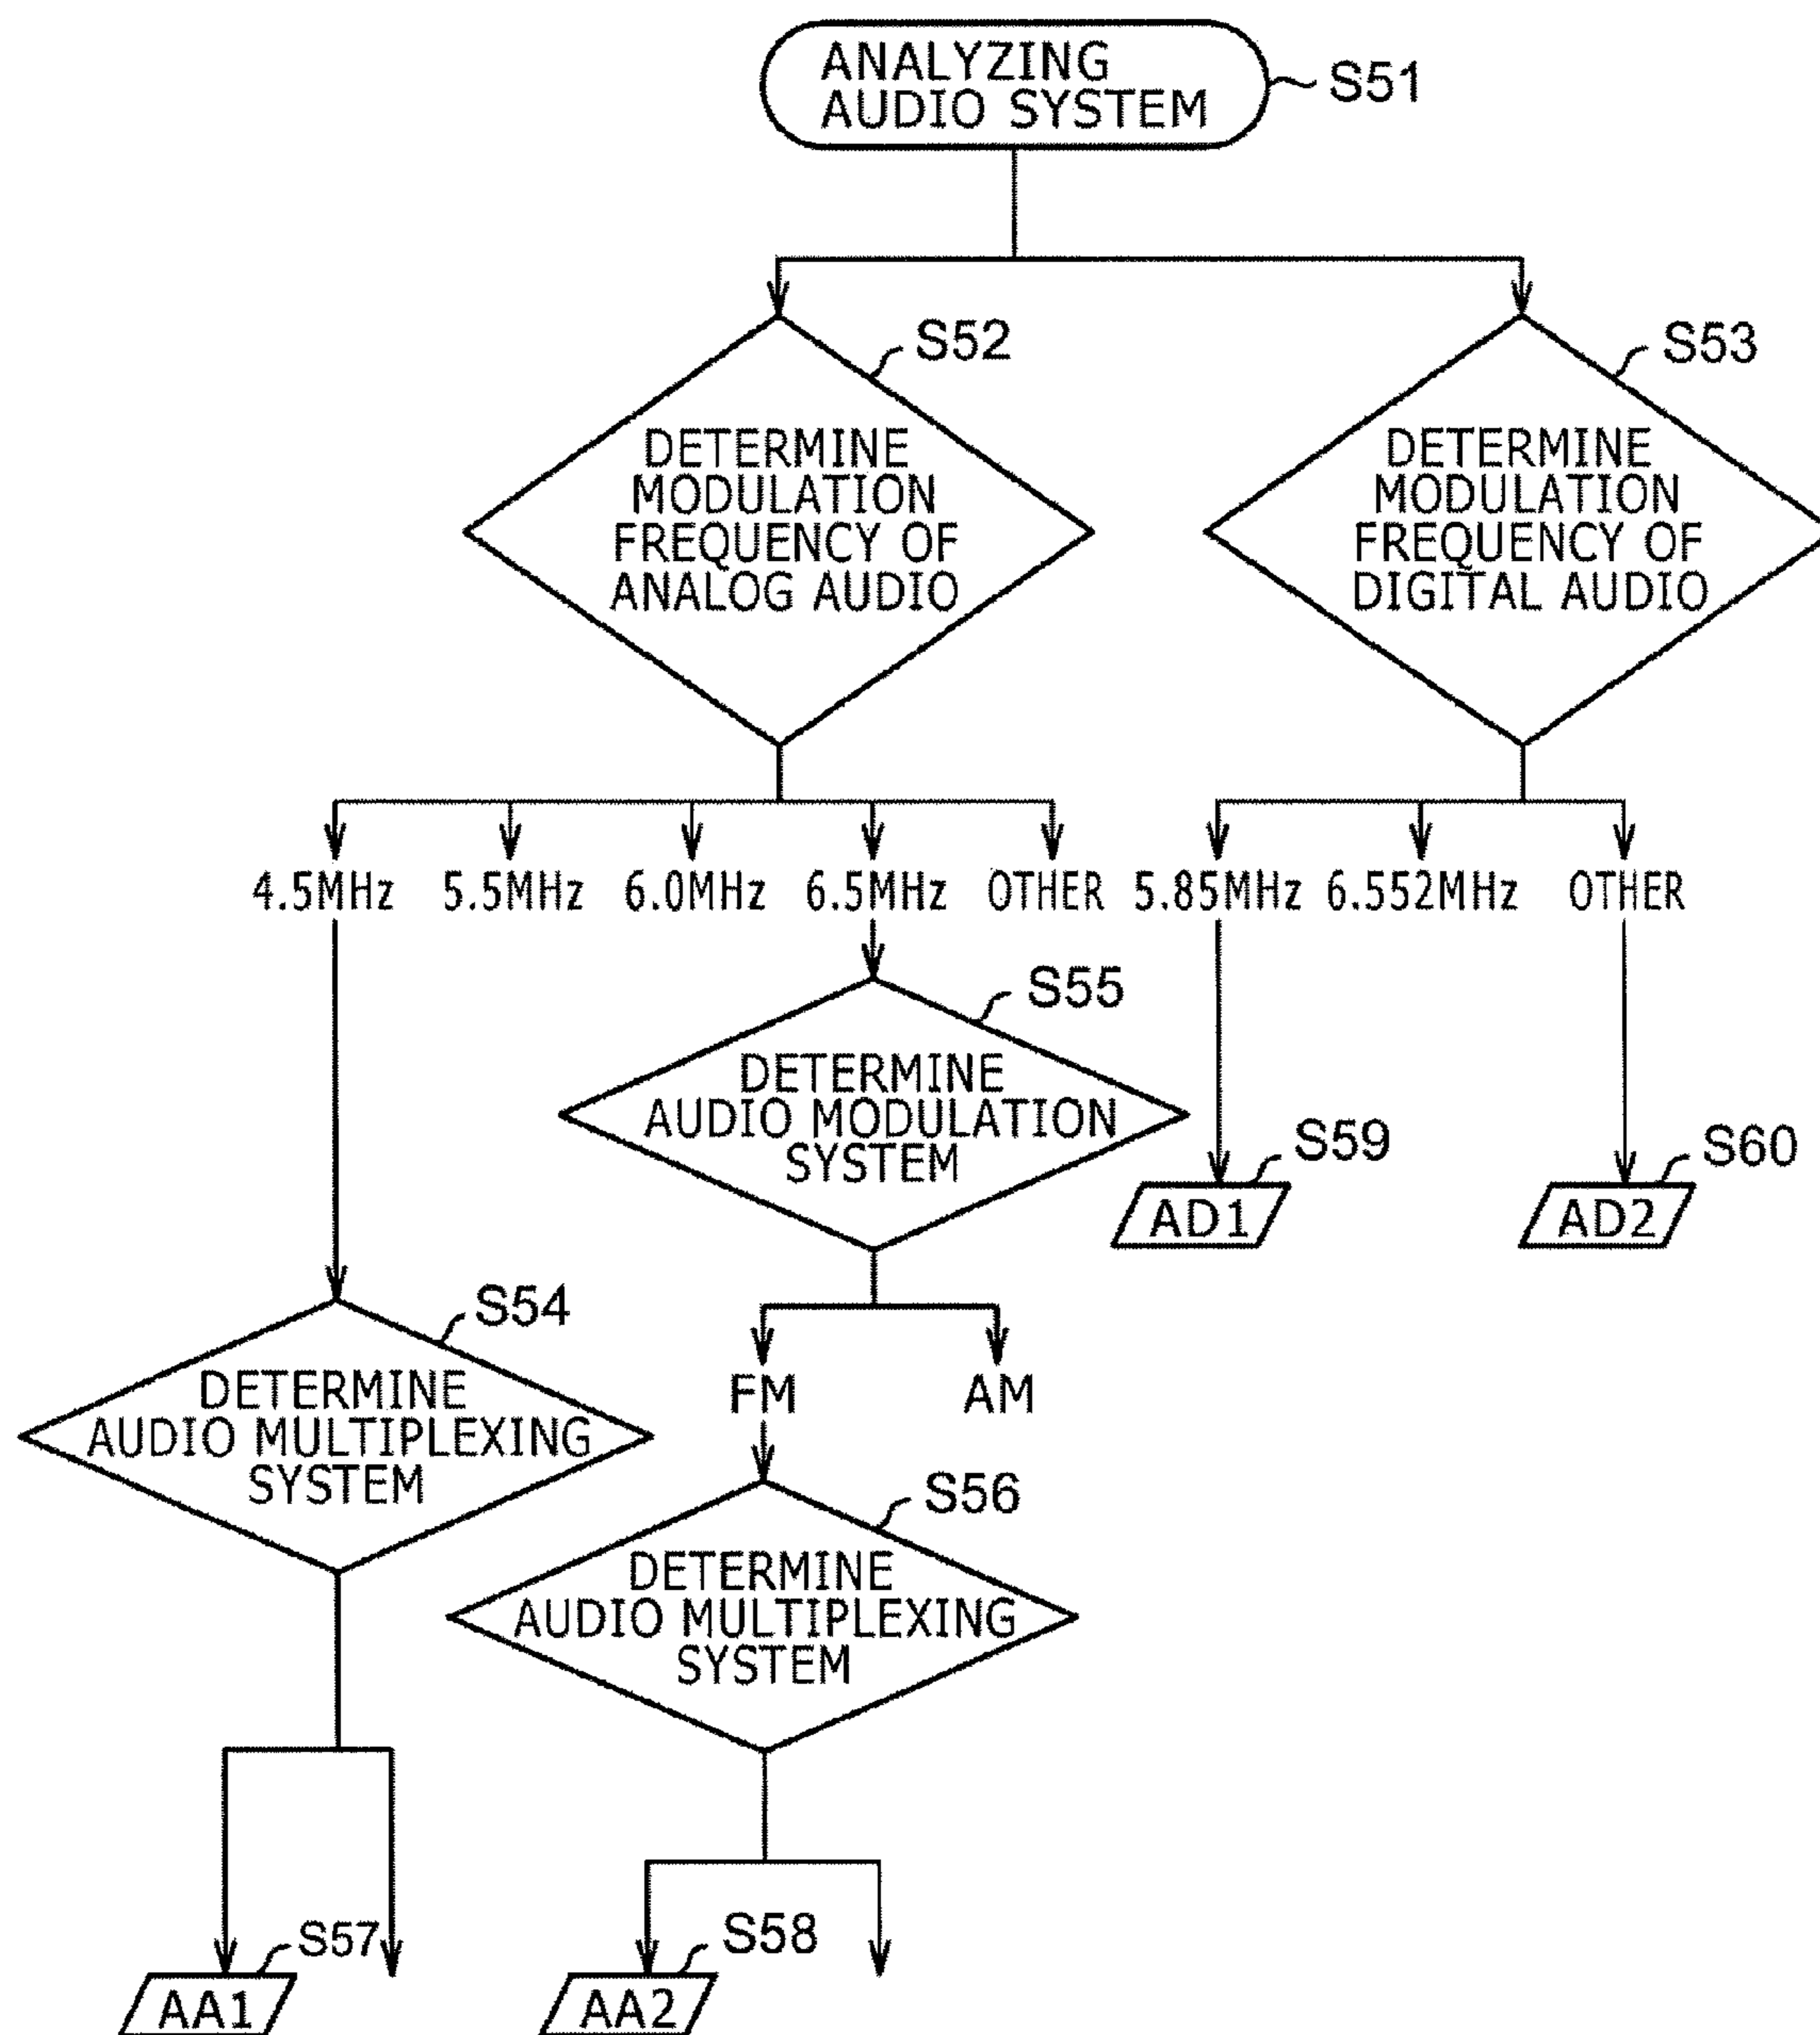 ANALYZING
AUDIO SYSTEM
S51
S52
S53
DETERMINE
MODULATION
FREQUENCY OF
ANALOG AUDIO
DETERMINE
MODULATION
FREQUENCY OF
DIGITAL AUDIO
4.5MHz 5.5MHz 6.0MHz 6.5MHz OTHER 5.85MHz 6.552MHz OTHER
S55
DETERMINE
AUDIO MODULATION
SYSTEM
S59
AD1
S60
AD2
S54
DETERMINE
AUDIO MULTIPLEXING
SYSTEM
FM AM
S56
DETERMINE
AUDIO MULTIPLEXING
SYSTEM
S57
AA1
S58
AA2